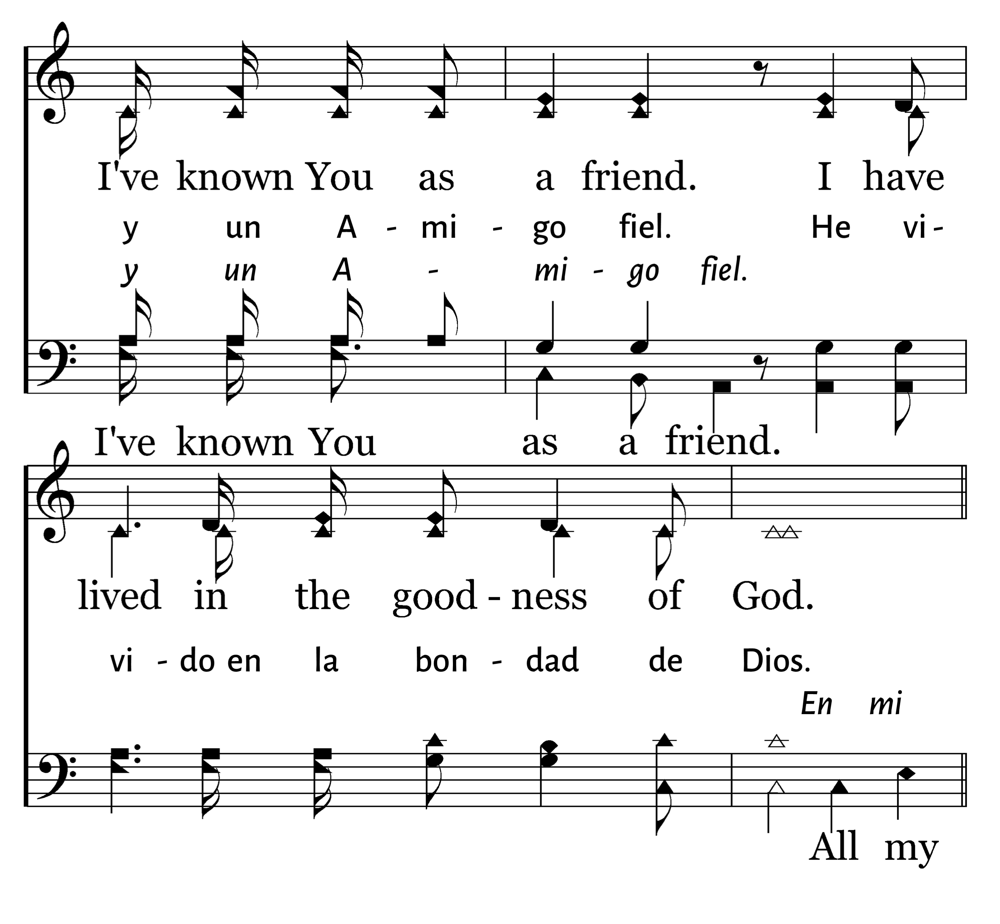 I've known You as a friend. I have
y un A - mi - go fiel. He vi -
y un A - mi - go fiel.
I've known You as a friend.
lived in the good - ness of God.
vi - do en la bon - dad de Dios.
En mi
All my